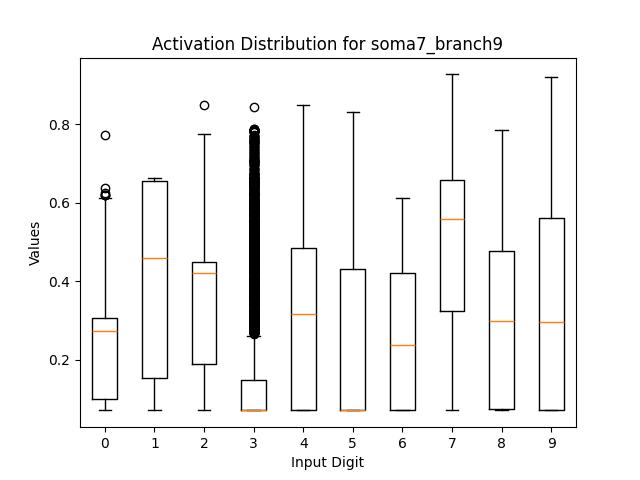 Activation Distribution for soma7_branch9
Values
0.8
0.6
0.4
0.2
0 1 2 3 4 5 6 7 8 9
Input Digit